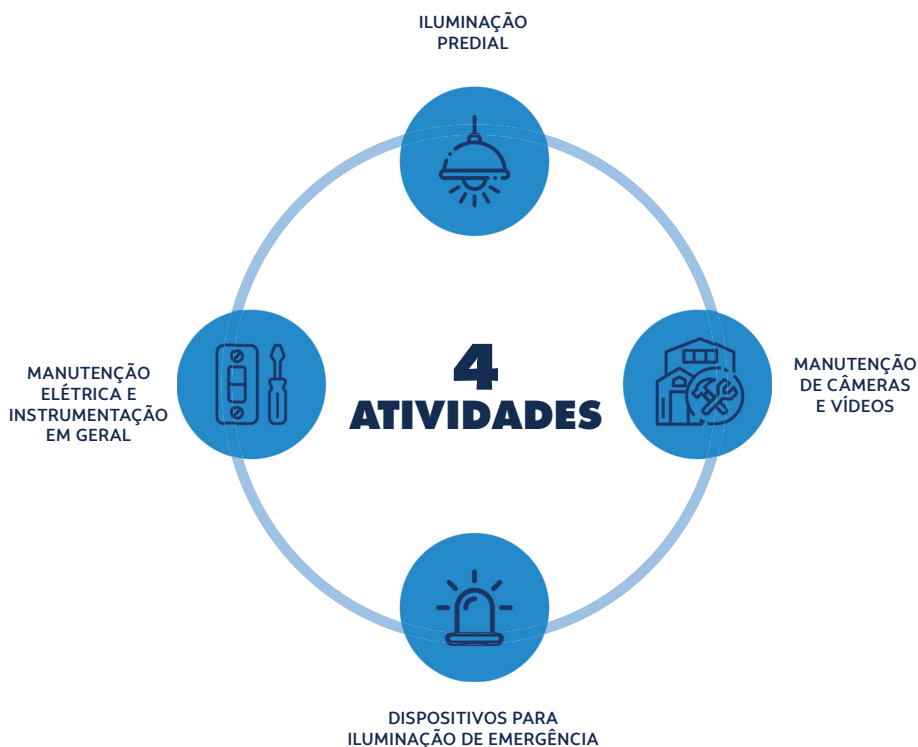 ILUMINAÇÃO
PREDIAL
MANUTENÇÃO
ELÉTRICA E
INSTRUMENTAÇÃO
EM GERAL
4
ATIVIDADES
MANUTENÇÃO
DE CÂMERAS
E VÍDEOS
DISPOSITIVOS PARA
ILUMINAÇÃO DE EMERGÊNCIA